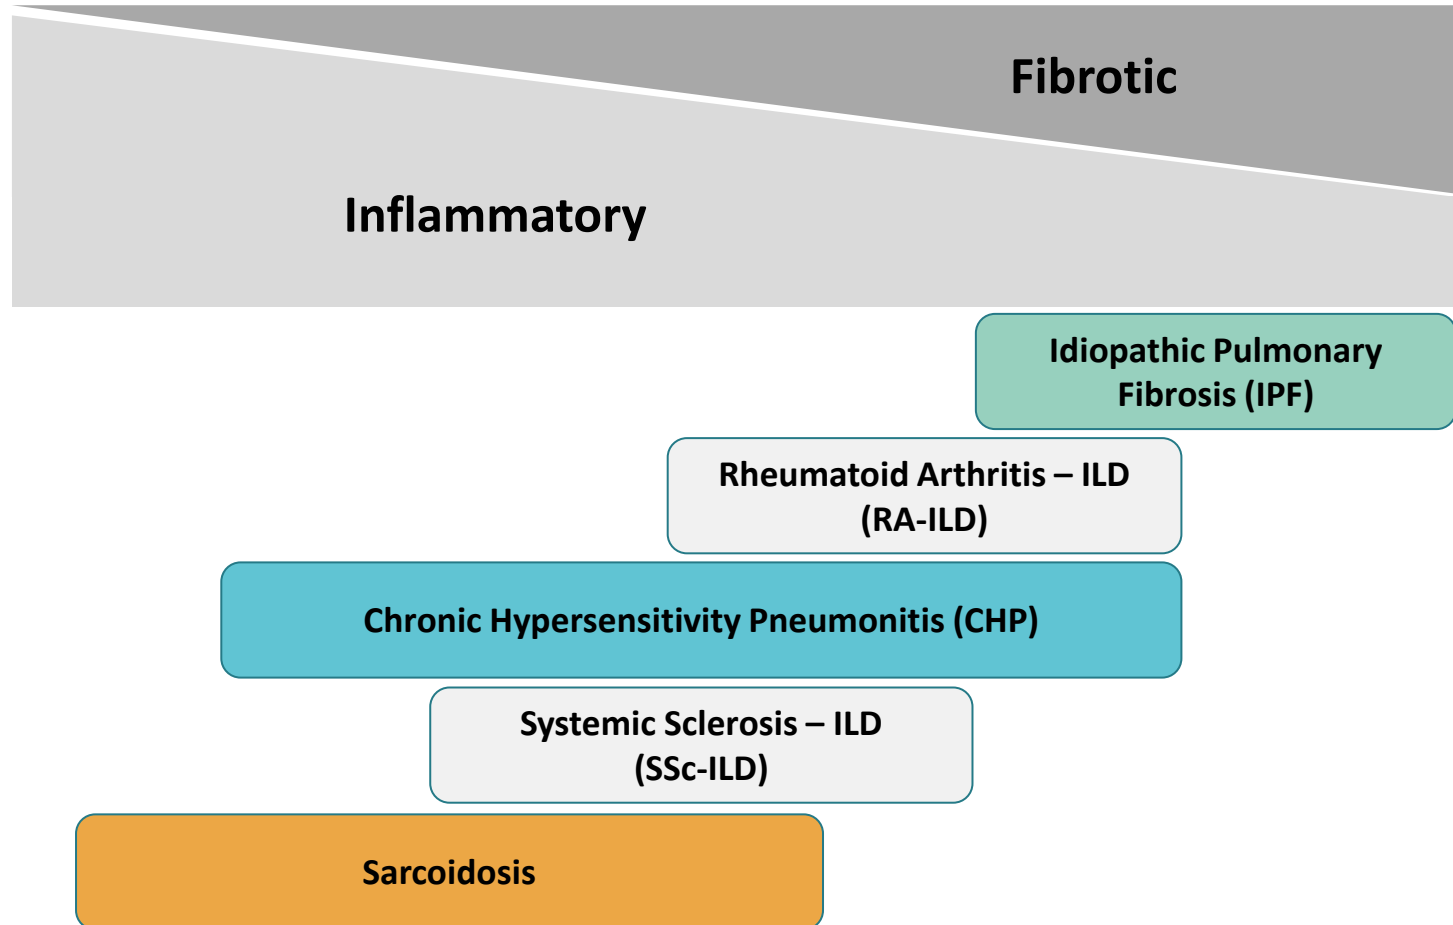 Fibrotic
Inflammatory
Idiopathic Pulmonary
Fibrosis (IPF)
Rheumatoid Arthritis – ILD
(RA-ILD)
Chronic Hypersensitivity Pneumonitis (CHP)
Systemic Sclerosis – ILD
(SSc-ILD)
Sarcoidosis